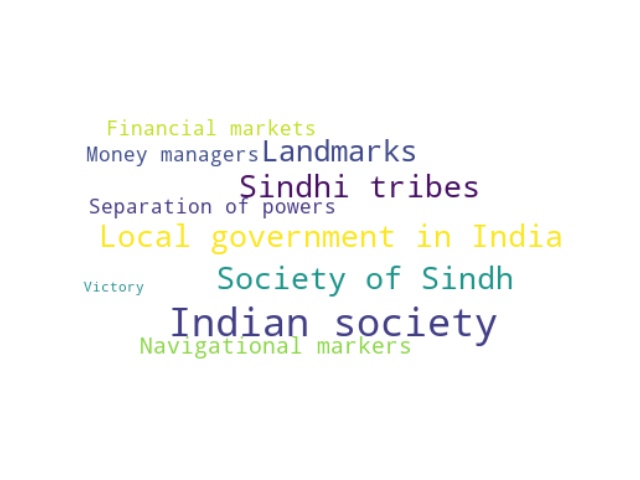 Financial markets
Money managers Landmarks
Sindhi tribes
Separation of powers
Local government in India
Society of Sindh
Victory
Indian society
Navigational markers